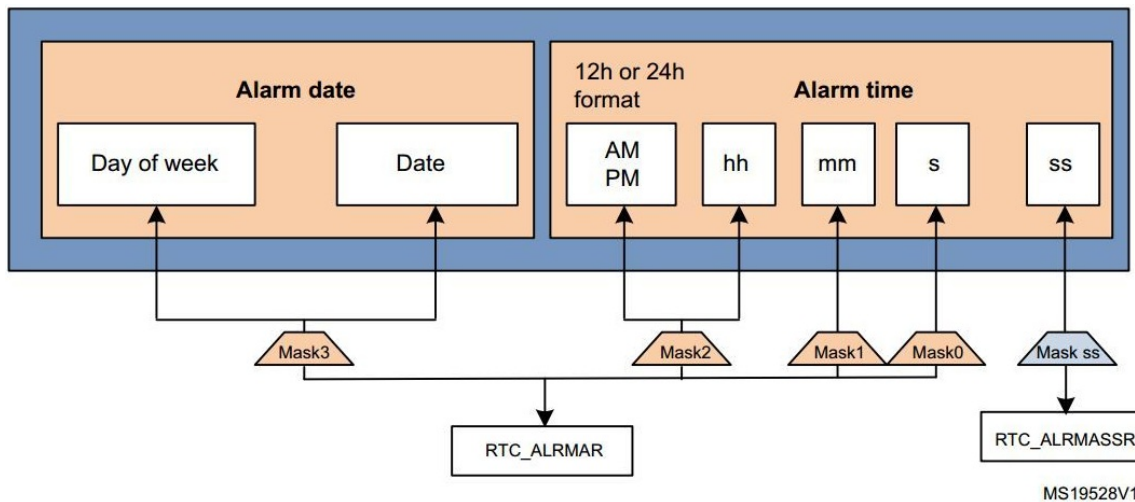 Alarm date
Day of week
Date
12h or 24h
format
Alarm time
AM
PM
hh
mm
s
ss
Mask3
Mask2
Mask1
Mask0
Mask ss
RTC_ALRMAR
RTC_ALRMASSR
MS19528V1